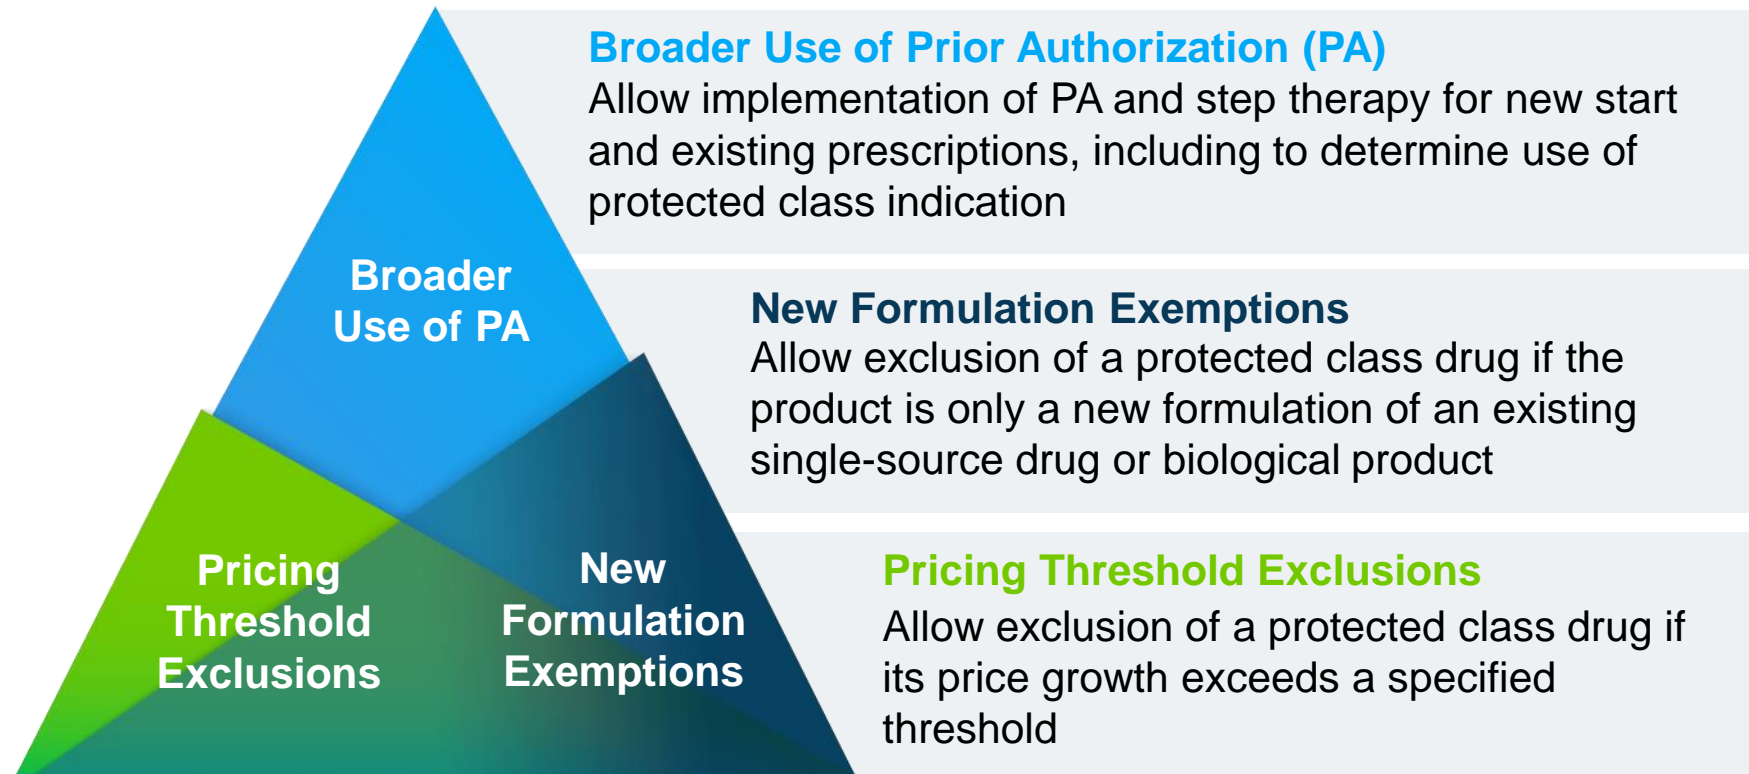 Broader Use of Prior Authorization (PA)
Allow implementation of PA and step therapy for new start
and existing prescriptions, including to determine use of
protected class indication
Broader
Use of PA
New Formulation Exemptions
Allow exclusion of a protected class drug if the
product is only a new formulation of an existing
single-source drug or biological product
Pricing
Threshold
Exclusions
New
Formulation
Exemptions
Pricing Threshold Exclusions
Allow exclusion of a protected class drug if
its price growth exceeds a specified
threshold